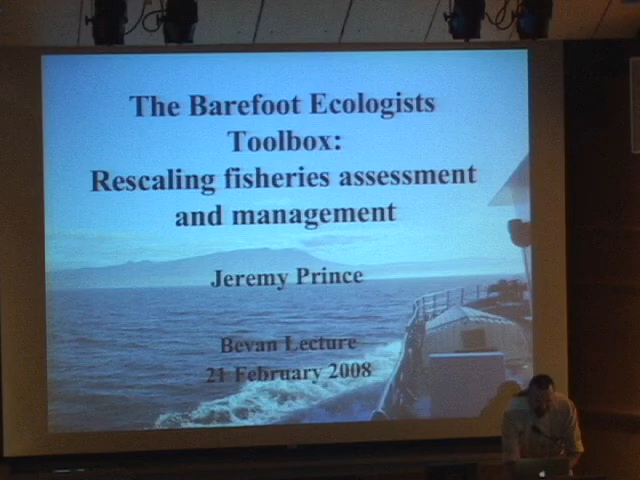 The Barefoot Ecologists
Toolbox:
Rescaling fisheries assessment
and management
Jeremy Prince
Bevan Lecture
21 February 2008